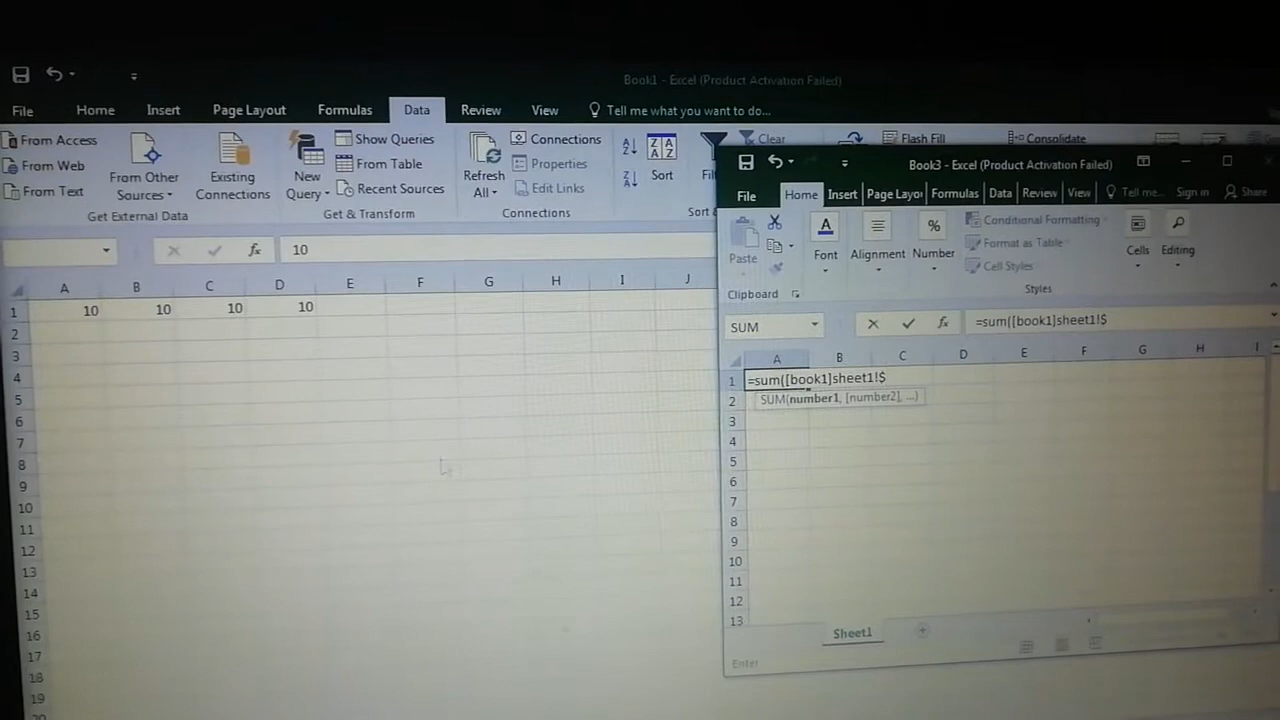 Book1 - Excel (Product Activation Failed)
File Home Insert Page Layout Formulas Data Review View Tell me what you want to do...
From Access
From Web
From Text
From Other
Sources
Get External Data
Existing
Connections
New
Query
Show Queries
From Table
Recent Sources
Get & Transform
Refresh
All
Connections
Properties
Edit Links
Connections
A Z
Z A
Z A
A Z
Sort
Clear
Flash Fill
Consolidate
fx 10
A B C D E F G H I J
1 10 10 10 10
2
3
4
5
6
7
8
9
10
11
12
13
14
15
16
17
18
19
Book3 - Excel (Product Activation Failed)
File Home Insert Page Layou Formulas Data Review View Tell me... Sign in Share
Paste
Clipboard
A
Font
Alignment
%
Number
Conditional Formatting
Format as Table
Cell Styles
Styles
Cells
Editing
SUM fx =sum([book1]sheet1!$
A B C D E F G H I
1 =sum([book1]sheet1!$
2 SUM(number1, [number2], ...)
3
4
5
6
7
8
9
10
11
12
13
Sheet1
Enter